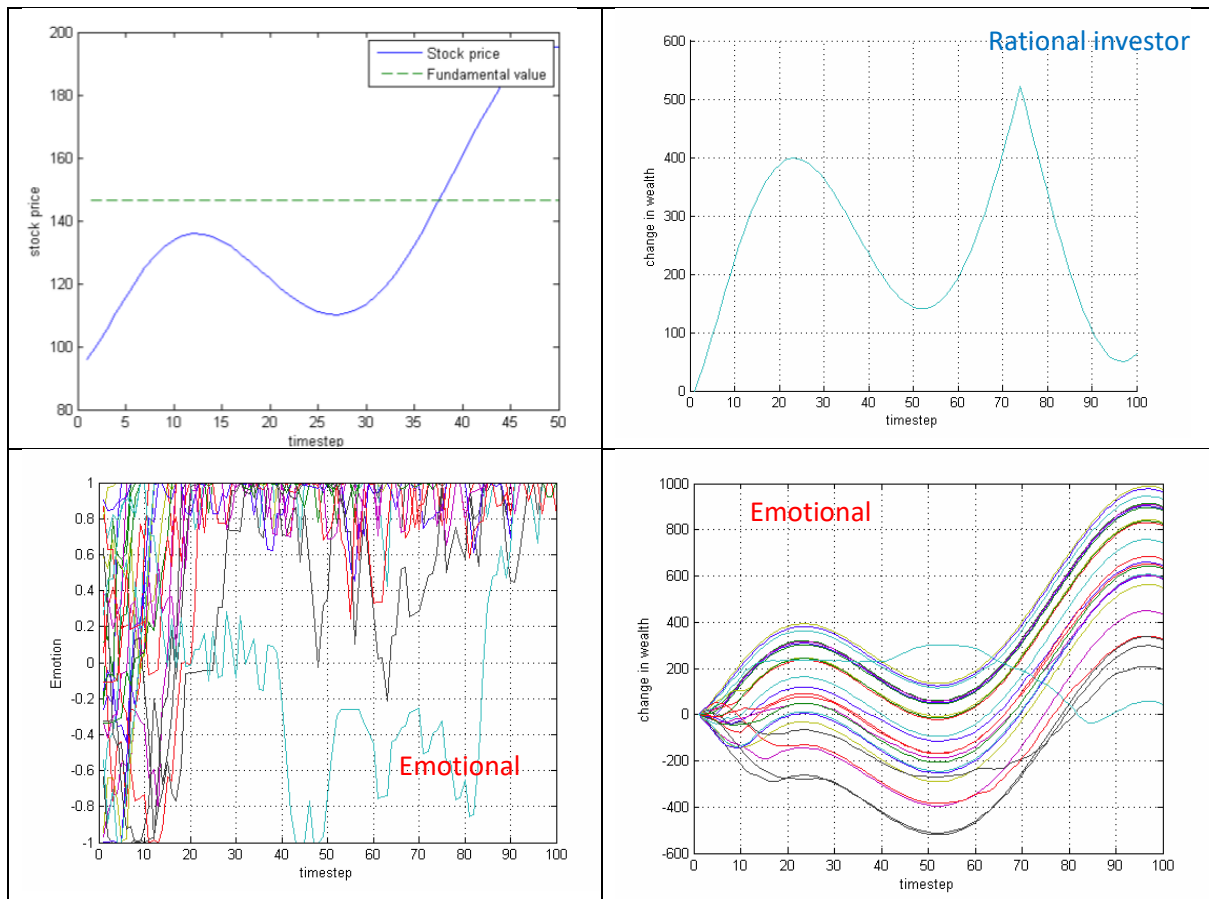 200
180
160
140
120
100
80
stock price
Stock price
Fundamental value
0 5 10 15 20 25 30 35 40 45 50
timestep
600
500
400
300
200
100
0
change in wealth
Rational investor
0 10 20 30 40 50 60 70 80 90 100
timestep
1
0.8
0.6
0.4
0.2
0
-0.2
-0.4
-0.6
-0.8
-1
Emotion
Emotional
0 10 20 30 40 50 60 70 80 90 100
timestep
1000
800
600
400
200
0
-200
-400
-600
change in wealth
Emotional
0 10 20 30 40 50 60 70 80 90 100
timestep